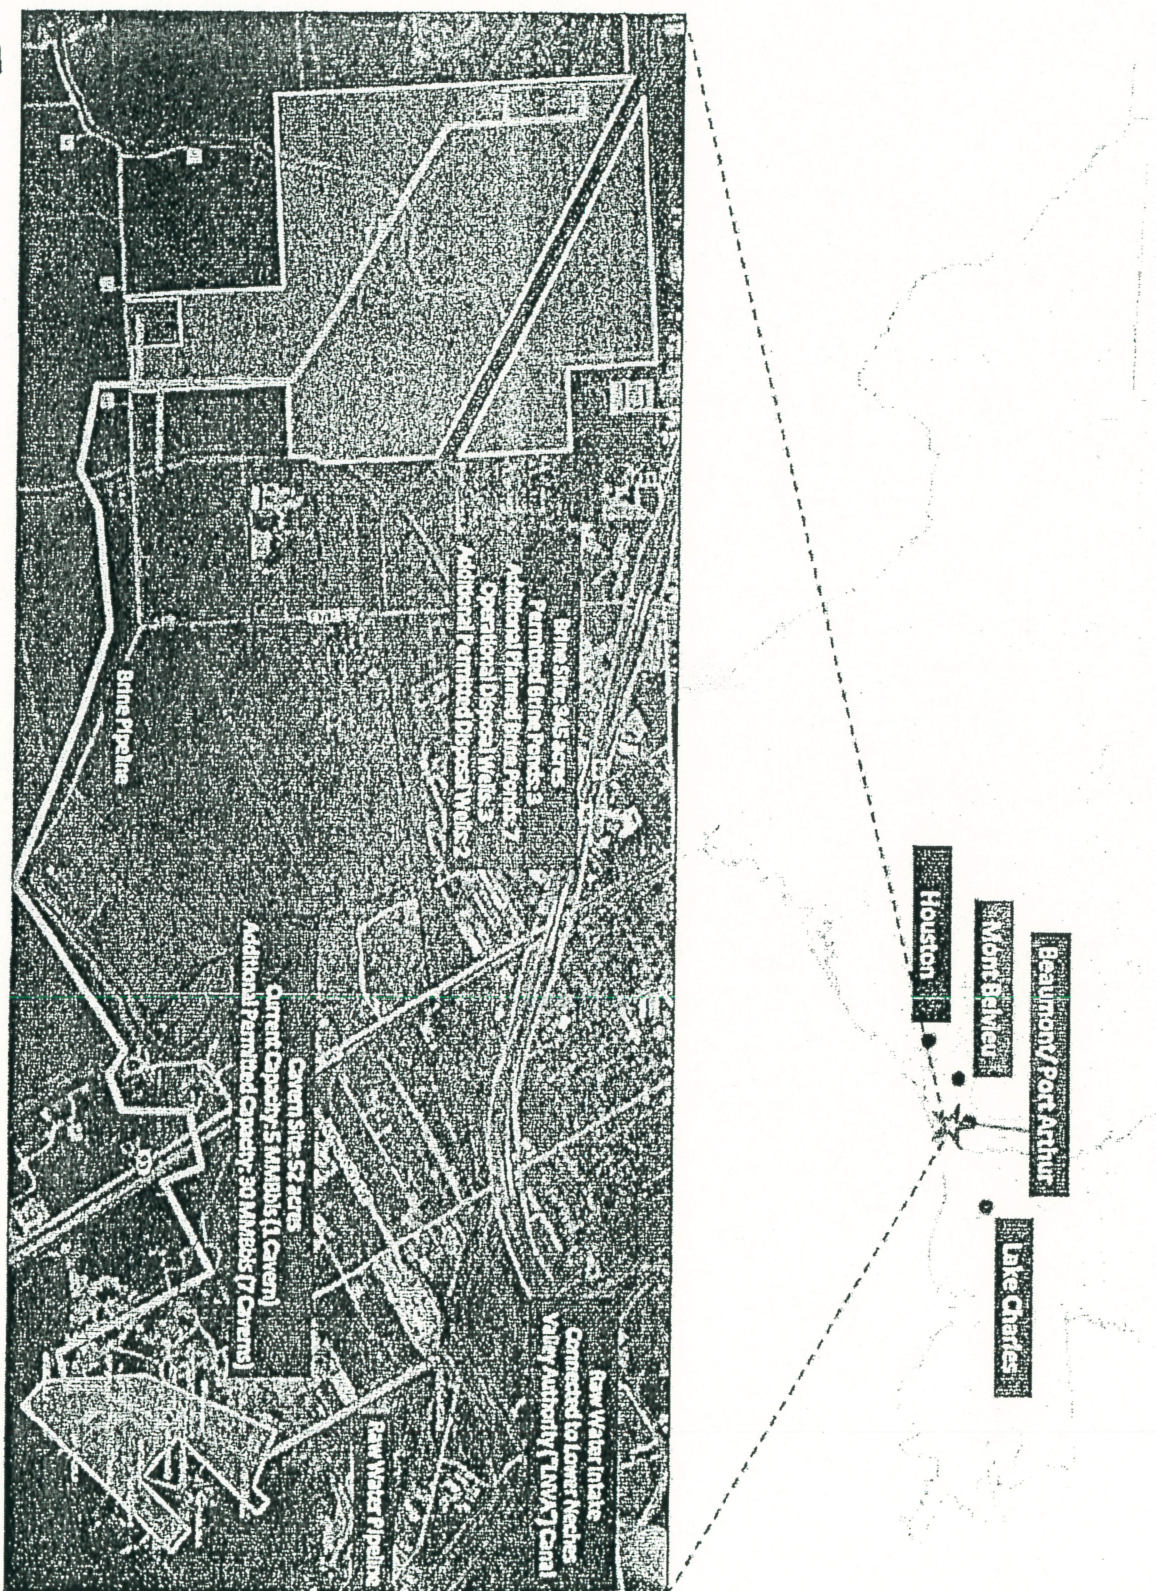 Houston
Mont Belvieu
Beaumont / Port Arthur
Lake Charles
Brine Site: 245 acres
Permitted Brine Ponds: 3
Additional Planned Brine Ponds: 7
Operational Disposal Wells: 3
Additional Permitted Disposal Wells: 2
Brine Pipeline
Cavern Site: 52 acres
Current Capacity: 5 MMbbls (1 Cavern)
Additional Permitted Capacity: 30 MMbbls (7 Caverns)
Raw Water Intake
Connected to Lower Neches
Valley Authority ("LNVA") Canal
Raw Water Pipeline